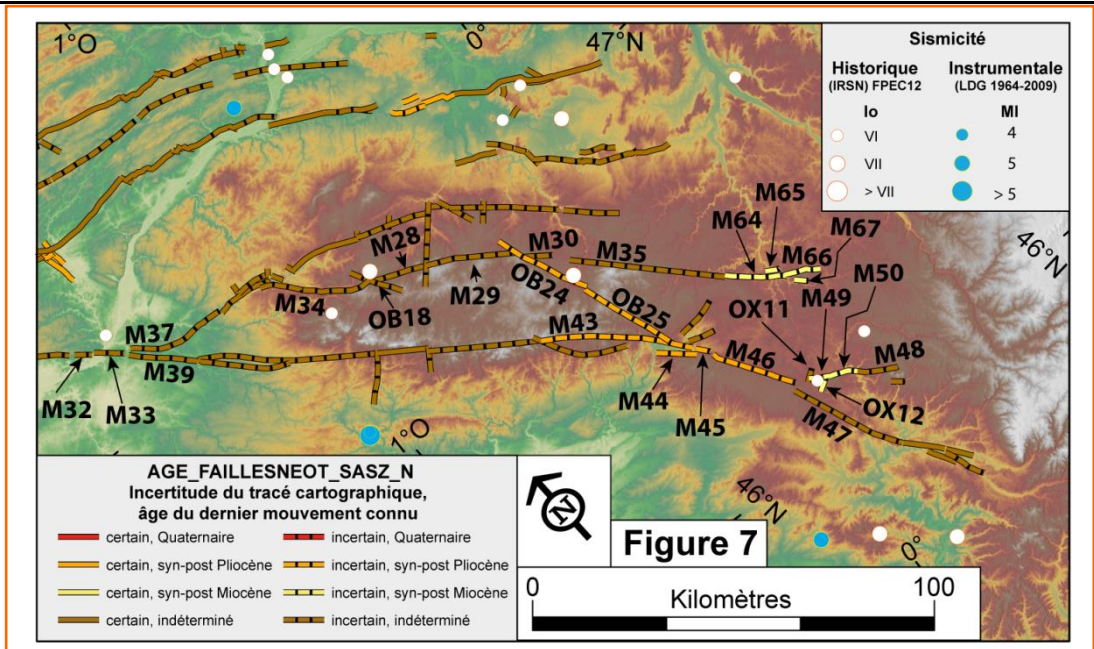 1°O
0°
47°N
Sismicité
Historique
Instrumentale
(IRSN) FPEC12
(LDG 1964-2009)
Io
Ml
VI
4
VII
5
> VII
> 5
46°N
M65
M64
M67
M66
M28
M30
M35
M50
M49
OX11
OB24
M29
OB25
M34
OB18
M43
M37
M46
M48
M39
M44
OX12
M32
M45
M47
M33
1°O
46°N
0°
AGE_FAILLESNEOT_SASZ_N
Incertitude du tracé cartographique,
âge du dernier mouvement connu
certain, Quaternaire
incertain, Quaternaire
certain, syn-post Pliocène
incertain, syn-post Pliocène
certain, syn-post Miocène
incertain, syn-post Miocène
certain, indéterminé
incertain, indéterminé
N
Figure 7
0
100
Kilomètres